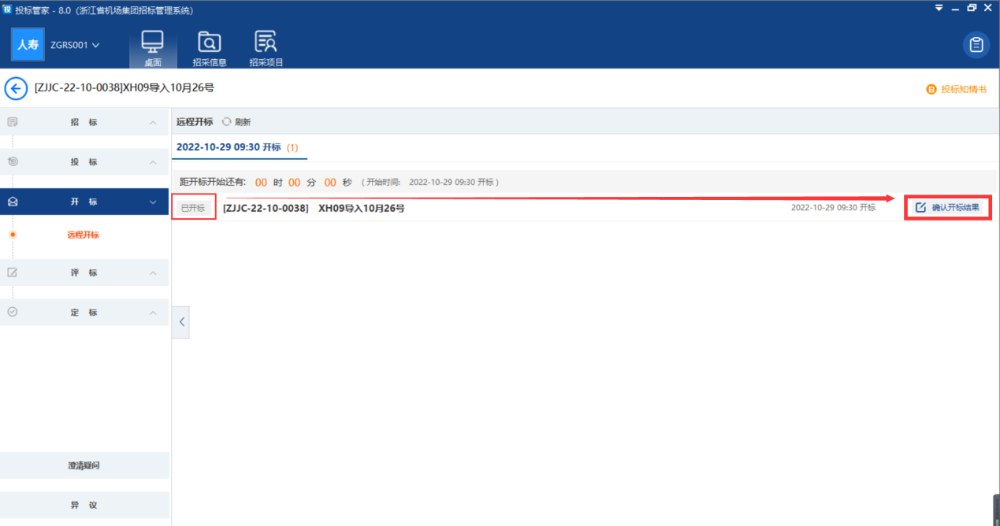 投标管家 - 8.0（浙江省机场集团招标管理系统）
人寿 ZGRS001
桌面 招采信息 招采项目
[ZJJC-22-10-0038]XH09导入10月26号
投标知情书
招 标
远程开标 刷新
2022-10-29 09:30 开标 (1)
投 标
距开标开始还有: 00 时 00 分 00 秒 （ 开始时间: 2022-10-29 09:30 开标 ）
开 标
已开标 [ZJJC-22-10-0038] XH09导入10月26号 2022-10-29 09:30 开标 确认开标结果
远程开标
评 标
定 标
澄清疑问
异 议